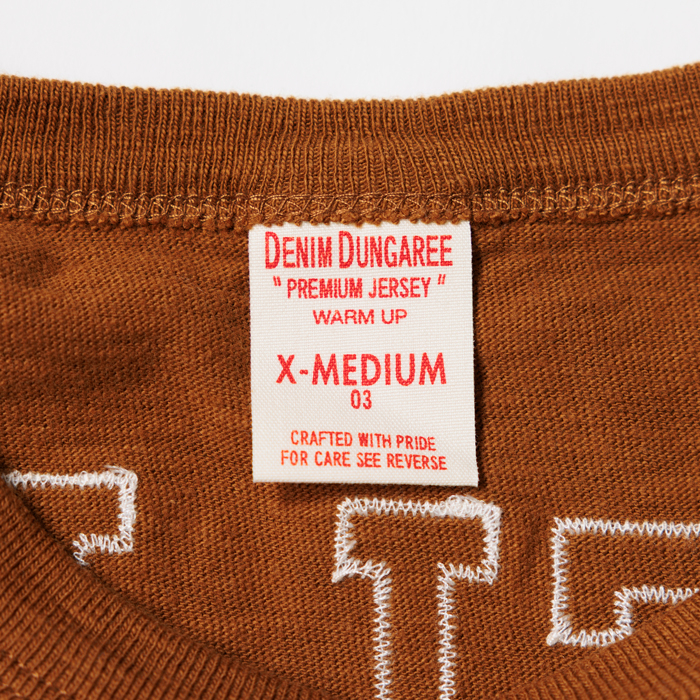 DENIM DUNGAREE
" PREMIUM JERSEY "
WARM UP
X-MEDIUM
03
CRAFTED WITH PRIDE
FOR CARE SEE REVERSE